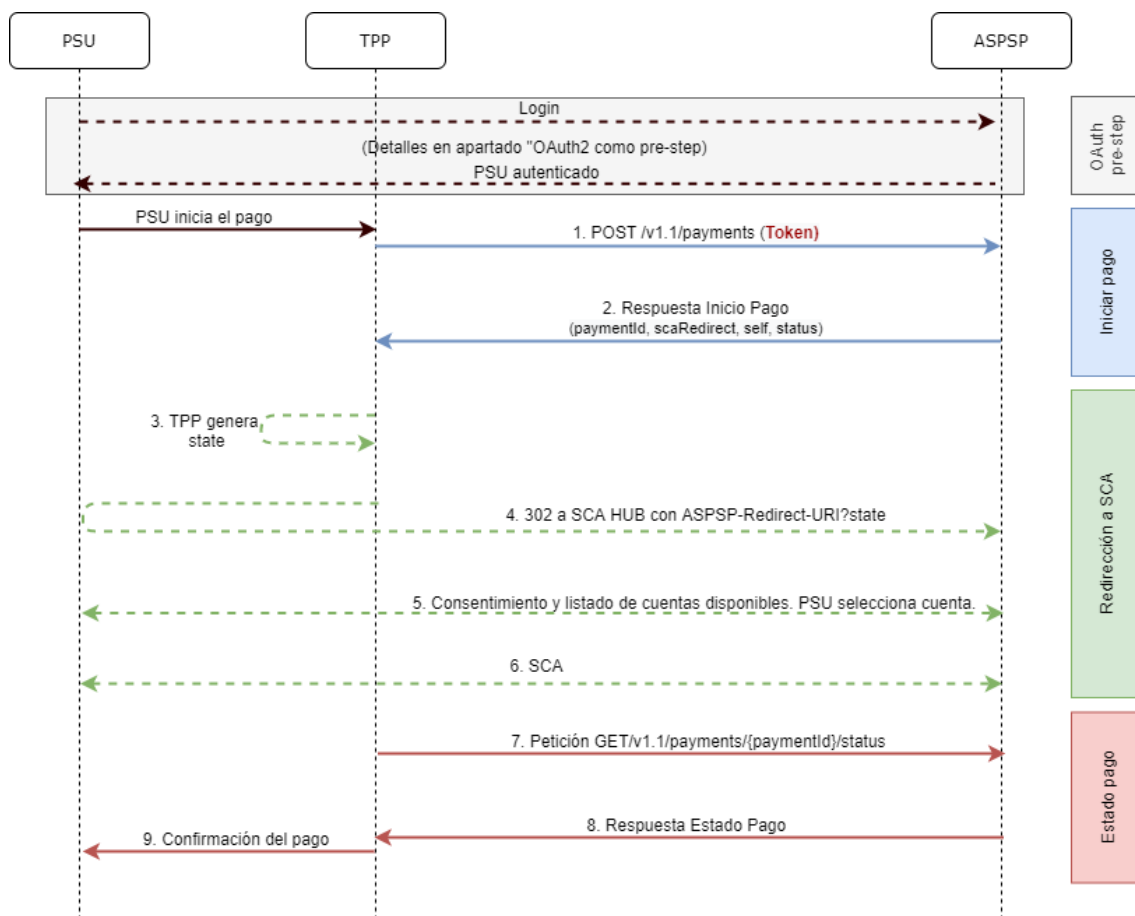 PSU
TPP
ASPSP
Login
(Detalles en apartado "OAuth2 como pre-step)
PSU autenticado
OAuth
pre-step
PSU inicia el pago
1. POST /v1.1/payments (Token)
2. Respuesta Inicio Pago
(paymentId, scaRedirect, self, status)
Iniciar pago
3. TPP genera
state
4. 302 a SCA HUB con ASPSP-Redirect-URI?state
5. Consentimiento y listado de cuentas disponibles. PSU selecciona cuenta.
6. SCA
Redirección a SCA
7. Petición GET/v1.1/payments/{paymentId}/status
8. Respuesta Estado Pago
9. Confirmación del pago
Estado pago